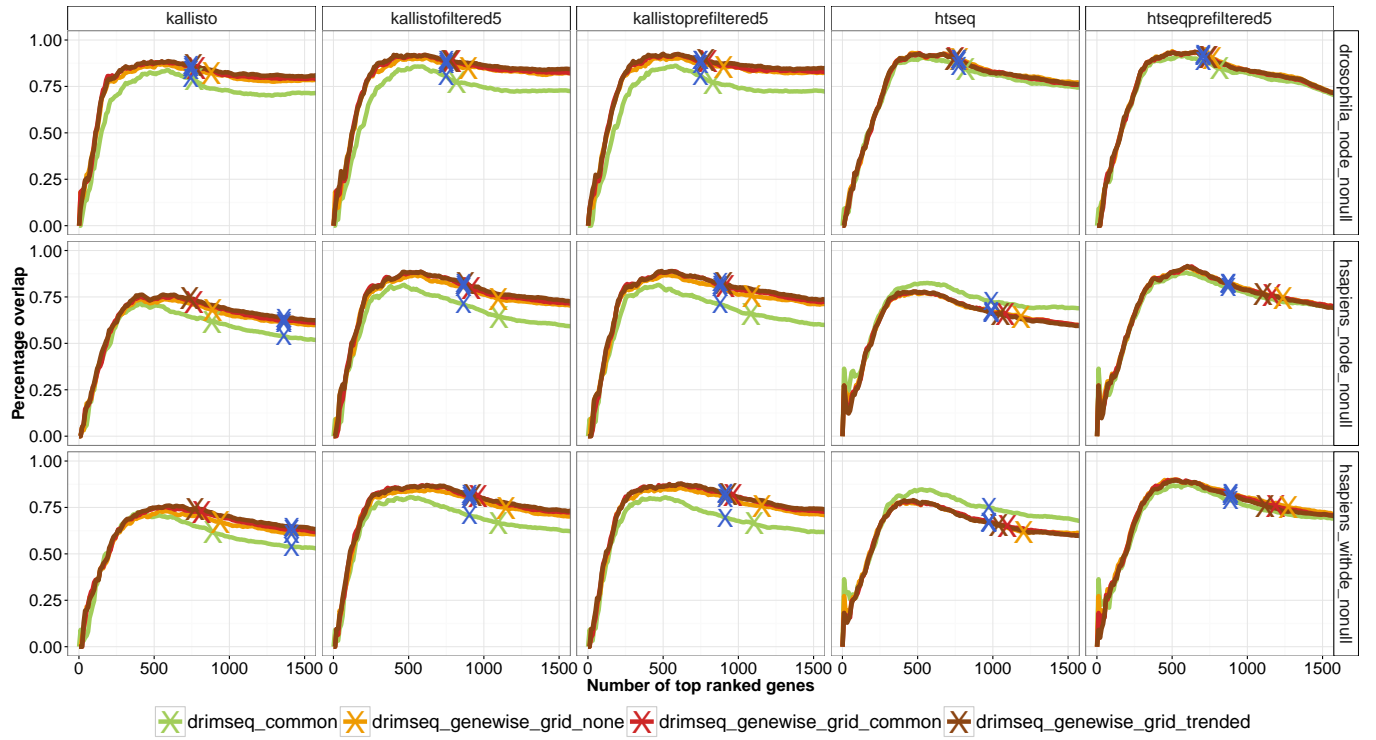 kallisto kallistofiltered5 kallistoprefiltered5 htseq htseqprefiltered5
1.00
0.75
0.50
0.25
0.00
drosophila_node_nonull
1.00
0.75
0.50
0.25
0.00
hsapiens_node_nonull
1.00
0.75
0.50
0.25
0.00
hsapiens_withde_nonull
Percentage overlap
0 500 1000 1500 0 500 1000 1500 0 500 1000 1500 0 500 1000 1500 0 500 1000 1500
Number of top ranked genes
drimseq_common drimseq_genewise_grid_none drimseq_genewise_grid_common drimseq_genewise_grid_trended